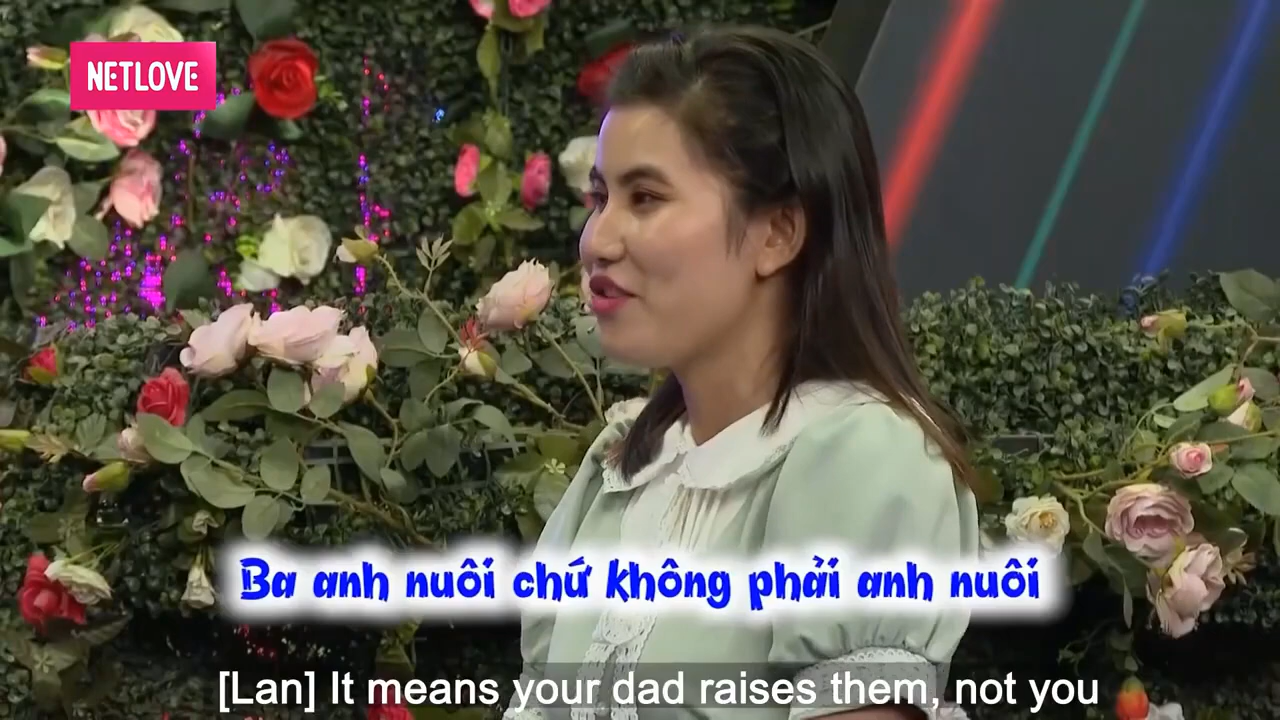 NETLOVE
Ba anh nuôi chứ không phải anh nuôi
[Lan] It means your dad raises them, not you